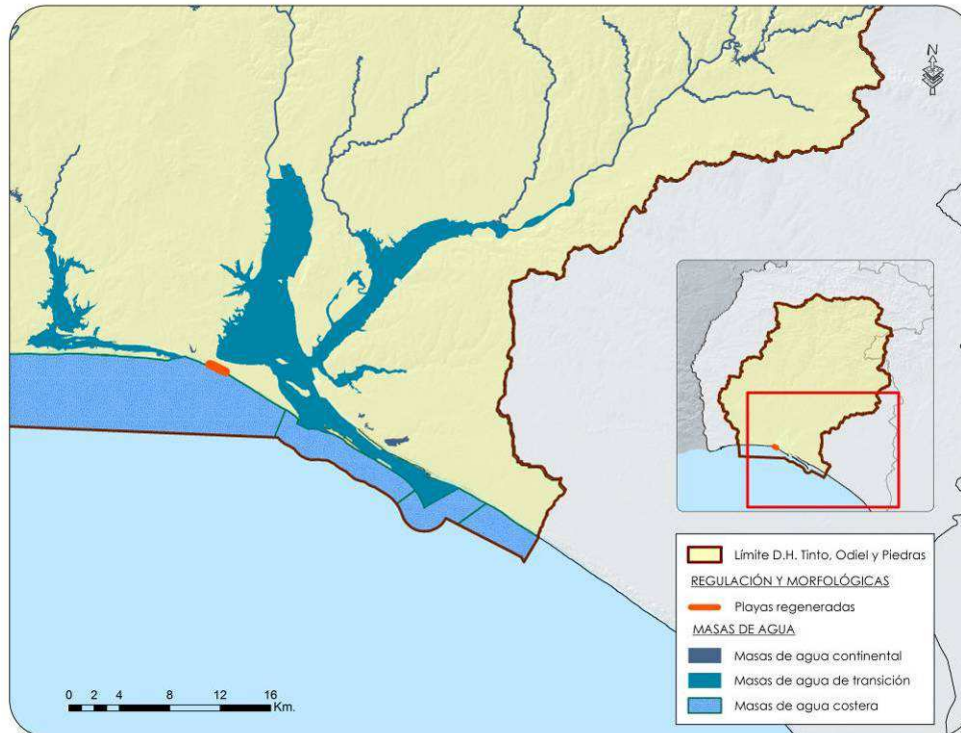 N
Límite D.H. Tinto, Odiel y Piedras
REGULACIÓN Y MORFOLÓGICAS
Playas regeneradas
MASAS DE AGUA
Masas de agua continental
Masas de agua de transición
Masas de agua costera
0 2 4 8 12 16
Km.